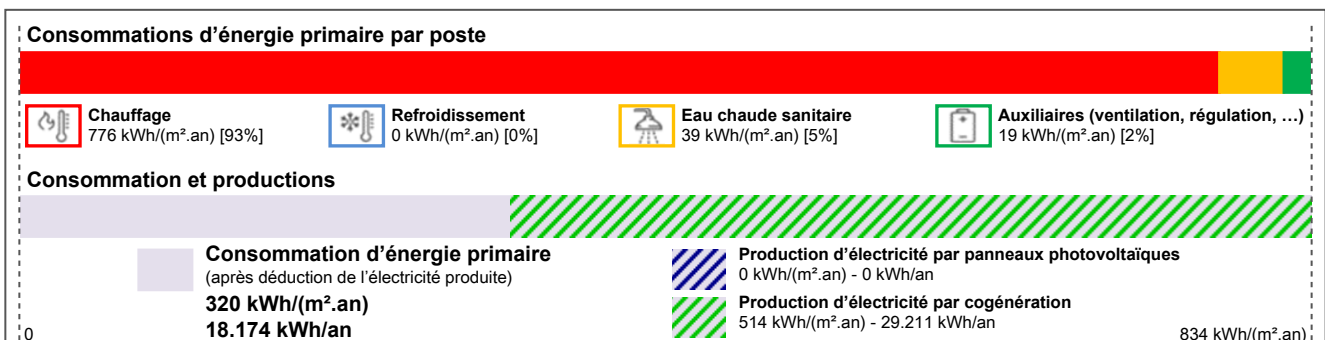 Consommations d'énergie primaire par poste
Chauffage
776 kWh/(m².an) [93%]
Refroidissement
0 kWh/(m².an) [0%]
Eau chaude sanitaire
39 kWh/(m².an) [5%]
Auxiliaires (ventilation, régulation, …)
19 kWh/(m².an) [2%]
Consommation et productions
Consommation d'énergie primaire
(après déduction de l'électricité produite)
320 kWh/(m².an)
18.174 kWh/an
Production d'électricité par panneaux photovoltaïques
0 kWh/(m².an) - 0 kWh/an
Production d'électricité par cogénération
514 kWh/(m².an) - 29.211 kWh/an
0
834 kWh/(m².an)